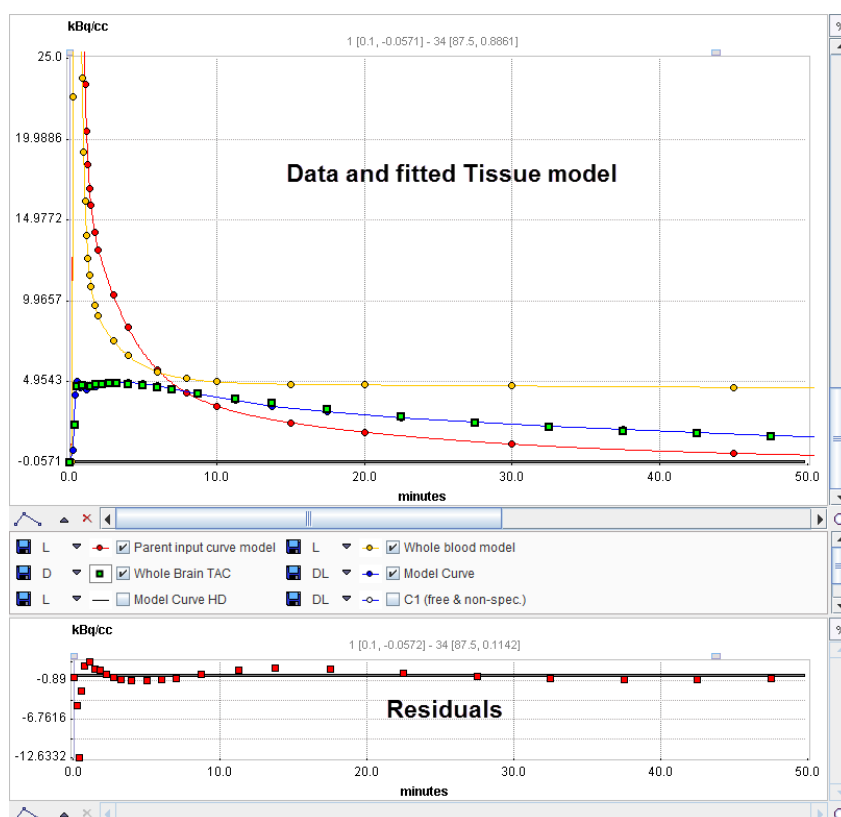 kBq/cc
%
1 [0.1, -0.0571] - 34 [87.5, 0.8861]
25.0
19.9886
Data and fitted Tissue model
14.9772
9.9657
4.9543
-0.0571
0.0 10.0 20.0 30.0 40.0 50.0
minutes
L Parent input curve model L Whole blood model
D Whole Brain TAC DL Model Curve
L Model Curve HD DL C1 (free & non-spec.)
kBq/cc
%
1 [0.1, -0.0572] - 34 [87.5, 0.1142]
-0.89
-6.7616
Residuals
-12.6332
0.0 10.0 20.0 30.0 40.0 50.0
minutes